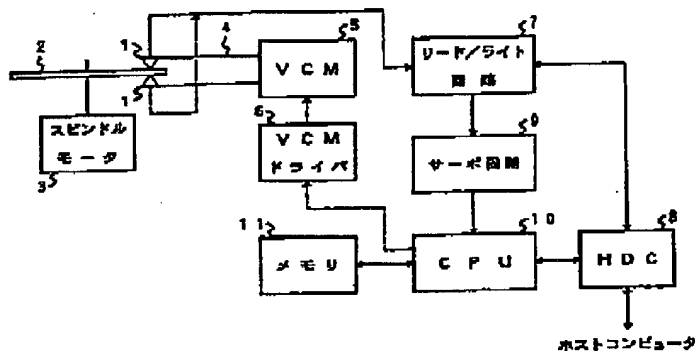 1
2
4
5
VCM
7
リード/ライト
回路
1
スピンドル
モータ
3
6
VCM
ドライバ
9
サーボ回路
11
メモリ
10
CPU
8
HDC
ホストコンピュータ